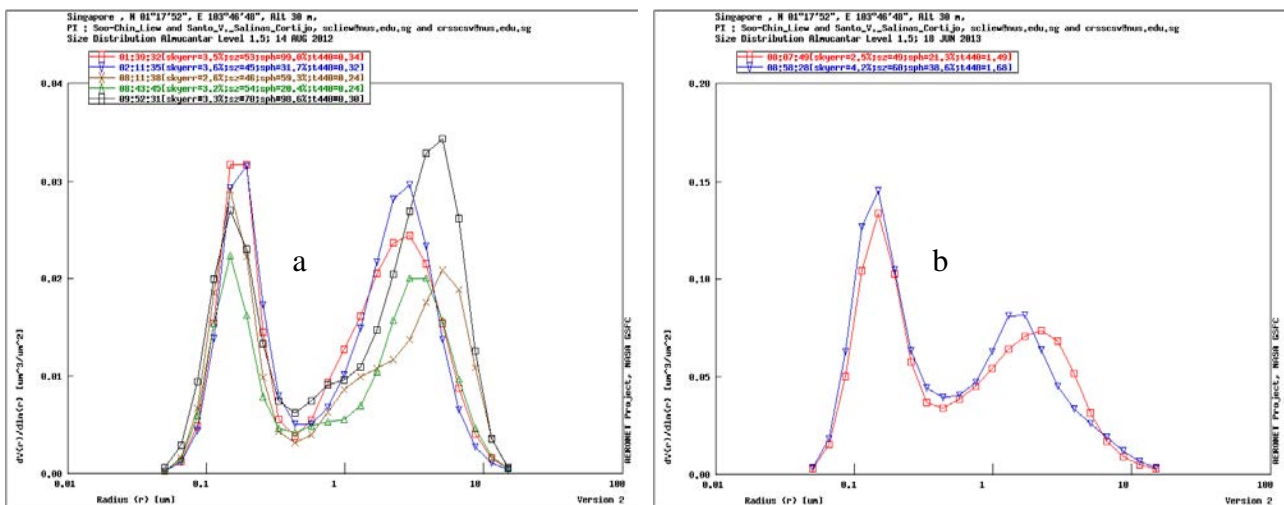 Singapore , N 01°17'52", E 103°46'48", Alt 30 m,
PI : Soo-Chin_Liew and Santo_V._Salinas_Cortijo, scliew@nus.edu.sg and crsscsv@nus.edu.sg
Size Distribution Almucantar Level 1.5; 14 AUG 2012
01:39:32[skyerr=3.5%;sz=53;sph=99.0%;t440=0.34]
02:11:35[skyerr=3.6%;sz=45;sph=31.7%;t440=0.32]
08:11:38[skyerr=2.6%;sz=46;sph=59.3%;t440=0.24]
08:43:45[skyerr=3.2%;sz=54;sph=20.4%;t440=0.24]
09:52:31[skyerr=3.3%;sz=70;sph=98.6%;t440=0.30]
0.04
0.03
0.02
0.01
0.00
dV(r)/dln(r) [um^3/um^2]
a
AERONET Project, NASA GSFC
0.01
0.1
1
10
100
Radius (r) [um]
Version 2
Singapore , N 01°17'52", E 103°46'48", Alt 30 m,
PI : Soo-Chin_Liew and Santo_V._Salinas_Cortijo, scliew@nus.edu.sg and crsscsv@nus.edu.sg
Size Distribution Almucantar Level 1.5; 18 JUN 2013
08:07:49[skyerr=2.5%;sz=49;sph=21.3%;t440=1.49]
08:58:28[skyerr=4.2%;sz=60;sph=38.6%;t440=1.68]
0.20
0.15
0.10
0.05
0.00
dV(r)/dln(r) [um^3/um^2]
b
AERONET Project, NASA GSFC
0.01
0.1
1
10
100
Radius (r) [um]
Version 2